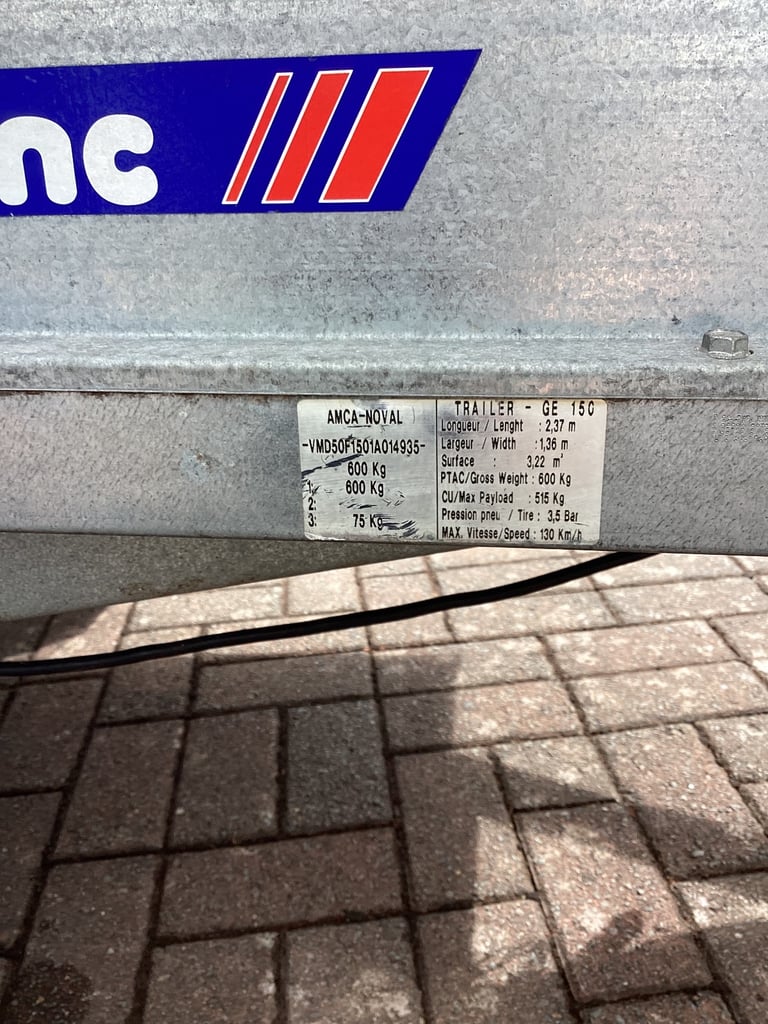 nc
AMCA-NOVAL
-VMD50F1501A014935-
600 Kg
1: 600 Kg
2:
3: 75 Kg
TRAILER - GE 150
Longueur / Lenght : 2,37 m
Largeur / Width : 1,36 m
Surface : 3,22 m²
PTAC/Gross Weight : 600 Kg
CU/Max Payload : 515 Kg
Pression pneu / Tire : 3,5 Bar
MAX. Vitesse/Speed : 130 Km/h